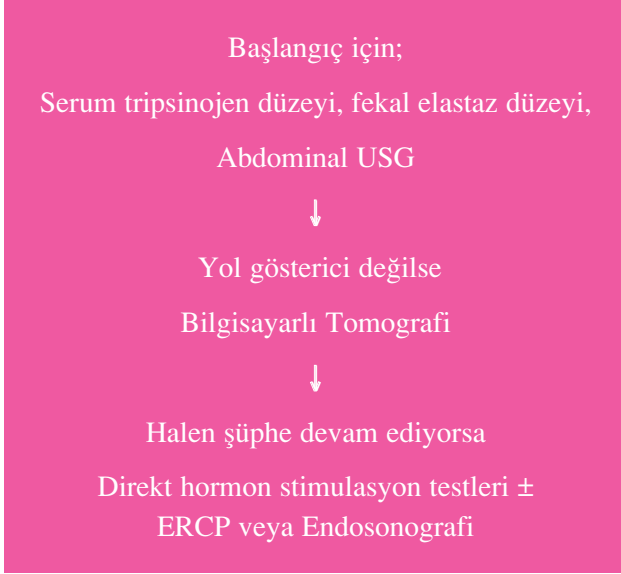 Başlangıç için;
Serum tripsinojen düzeyi, fekal elastaz düzeyi,
Abdominal USG
⇓
Yol gösterici değilse
Bilgisayarlı Tomografi
⇓
Halen şüphe devam ediyorsa
Direkt hormon stimulasyon testleri ±
ERCP veya Endosonografi